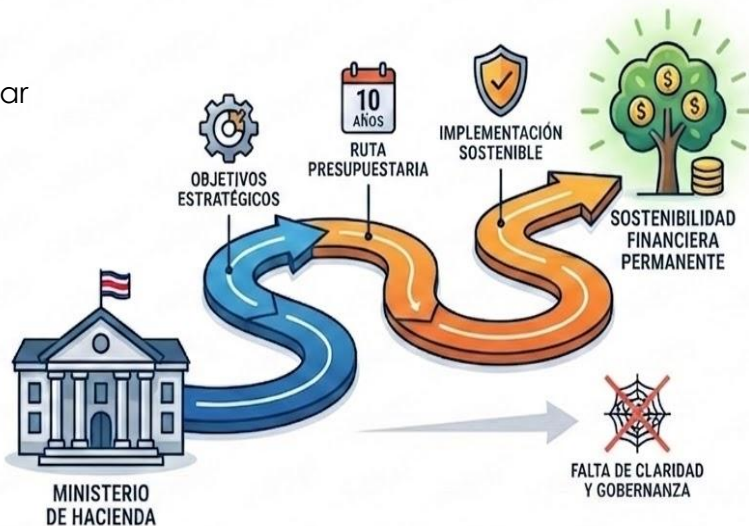 ar
10
AÑOS
OBJETIVOS
ESTRATÉGICOS
RUTA
PRESUPUESTARIA
IMPLEMENTACIÓN
SOSTENIBLE
$
$ $
SOSTENIBILIDAD
FINANCIERA
PERMANENTE
MINISTERIO
DE HACIENDA
FALTA DE CLARIDAD
Y GOBERNANZA